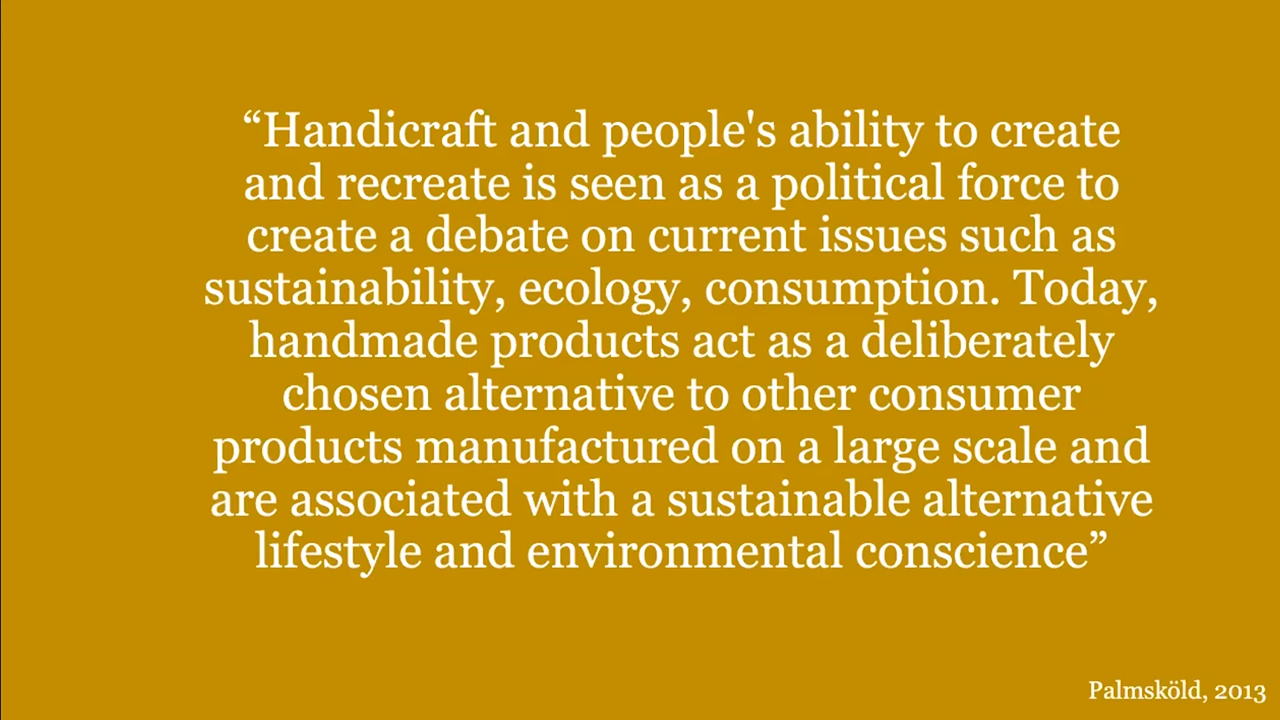 “Handicraft and people's ability to create
and recreate is seen as a political force to
create a debate on current issues such as
sustainability, ecology, consumption. Today,
handmade products act as a deliberately
chosen alternative to other consumer
products manufactured on a large scale and
are associated with a sustainable alternative
lifestyle and environmental conscience”
Palmsköld, 2013